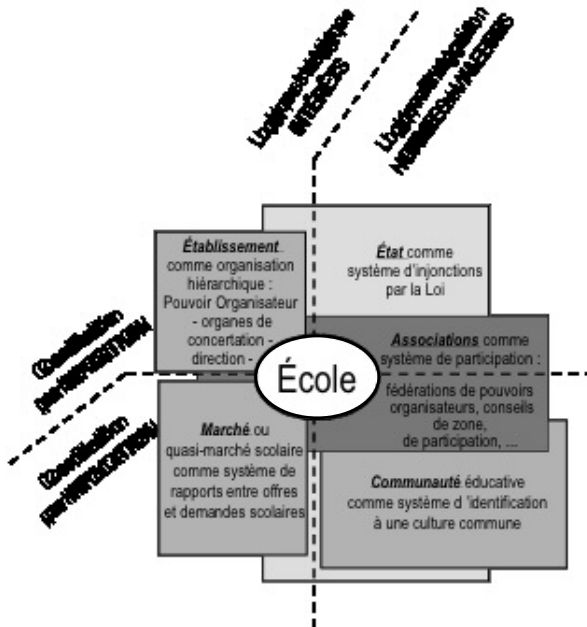 INTÉRÊTS
Établissement
comme organisation
hiérarchique :
Pouvoir Organisateur
- organes de
concertation -
direction -
État comme
système d'injonctions
par la Loi
Associations comme
système de participation :
fédérations de pouvoirs
organisateurs, conseils
de zone,
de participation, ...
École
Marché ou
quasi-marché scolaire
comme système de
rapports entre offres
et demandes scolaires
Communauté éducative
comme système d 'identification
à une culture commune